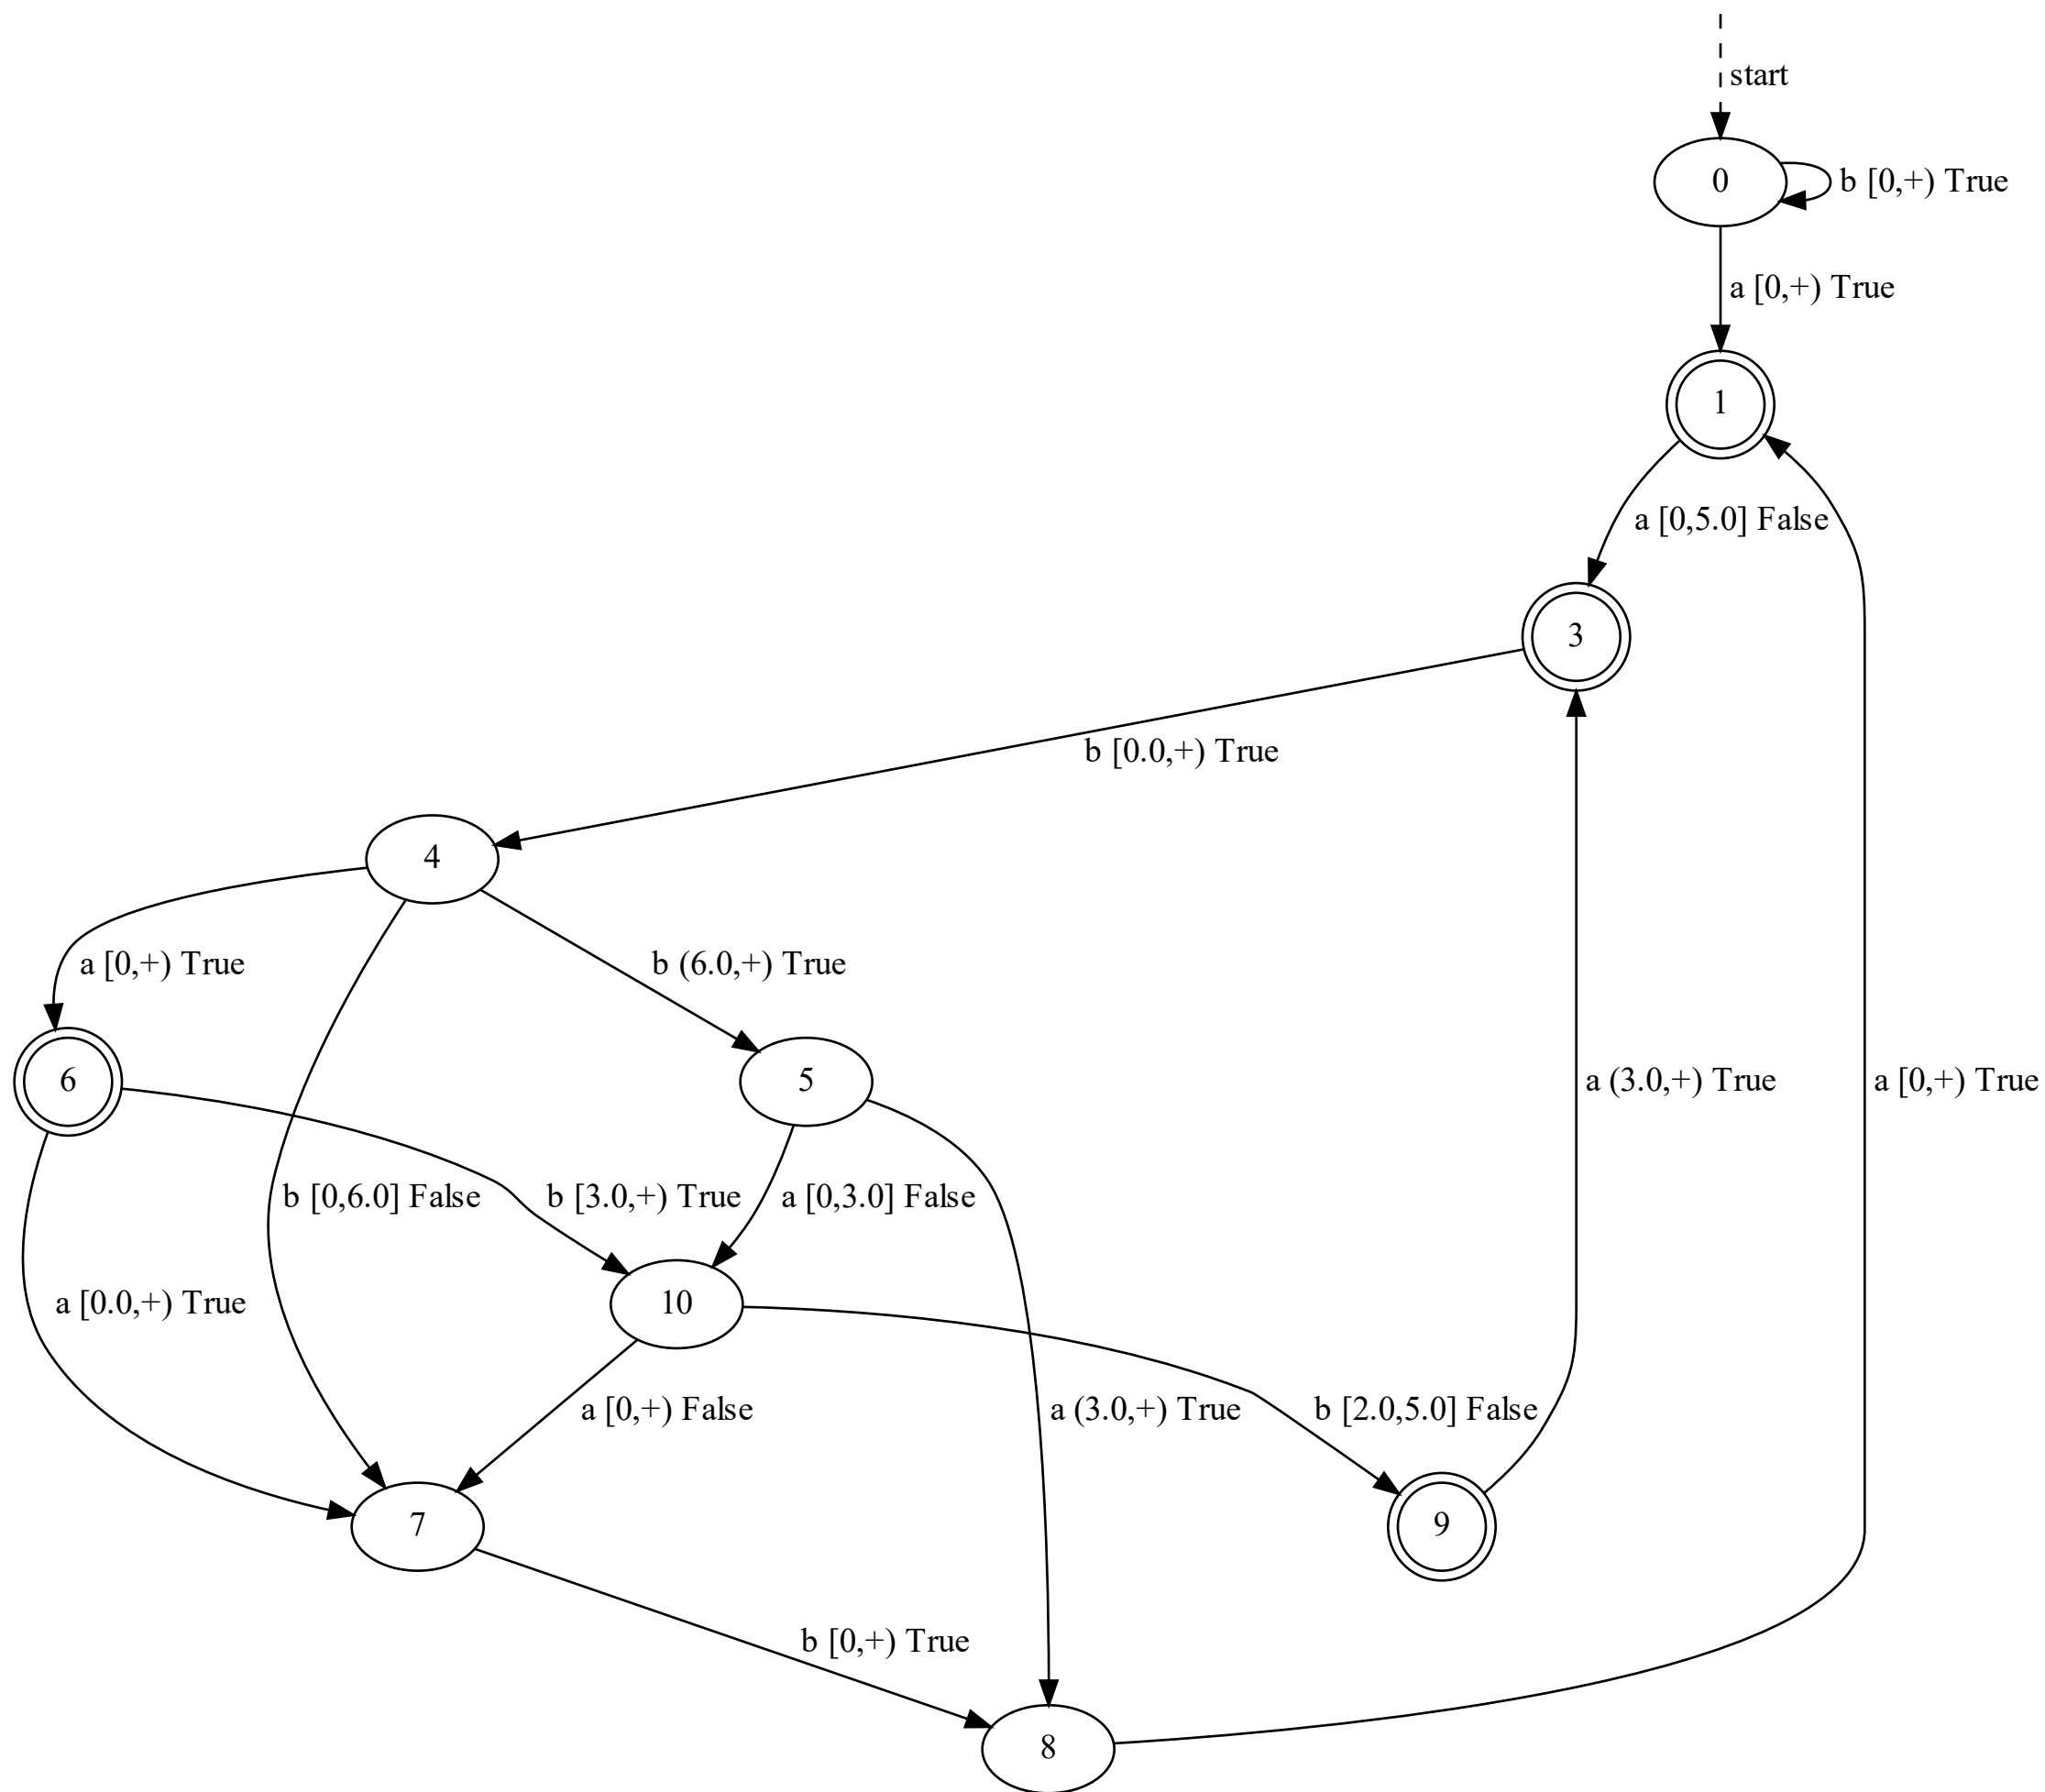 start
0
b [0,+) True
a [0,+) True
1
a [0,5.0] False
3
b [0.0,+) True
4
a [0,+) True
b (6.0,+) True
6
5
a (3.0,+) True
a [0,+) True
b [0,6.0] False
b [3.0,+) True
a [0,3.0] False
a [0.0,+) True
10
a [0,+) False
a (3.0,+) True
b [2.0,5.0] False
7
9
b [0,+) True
8